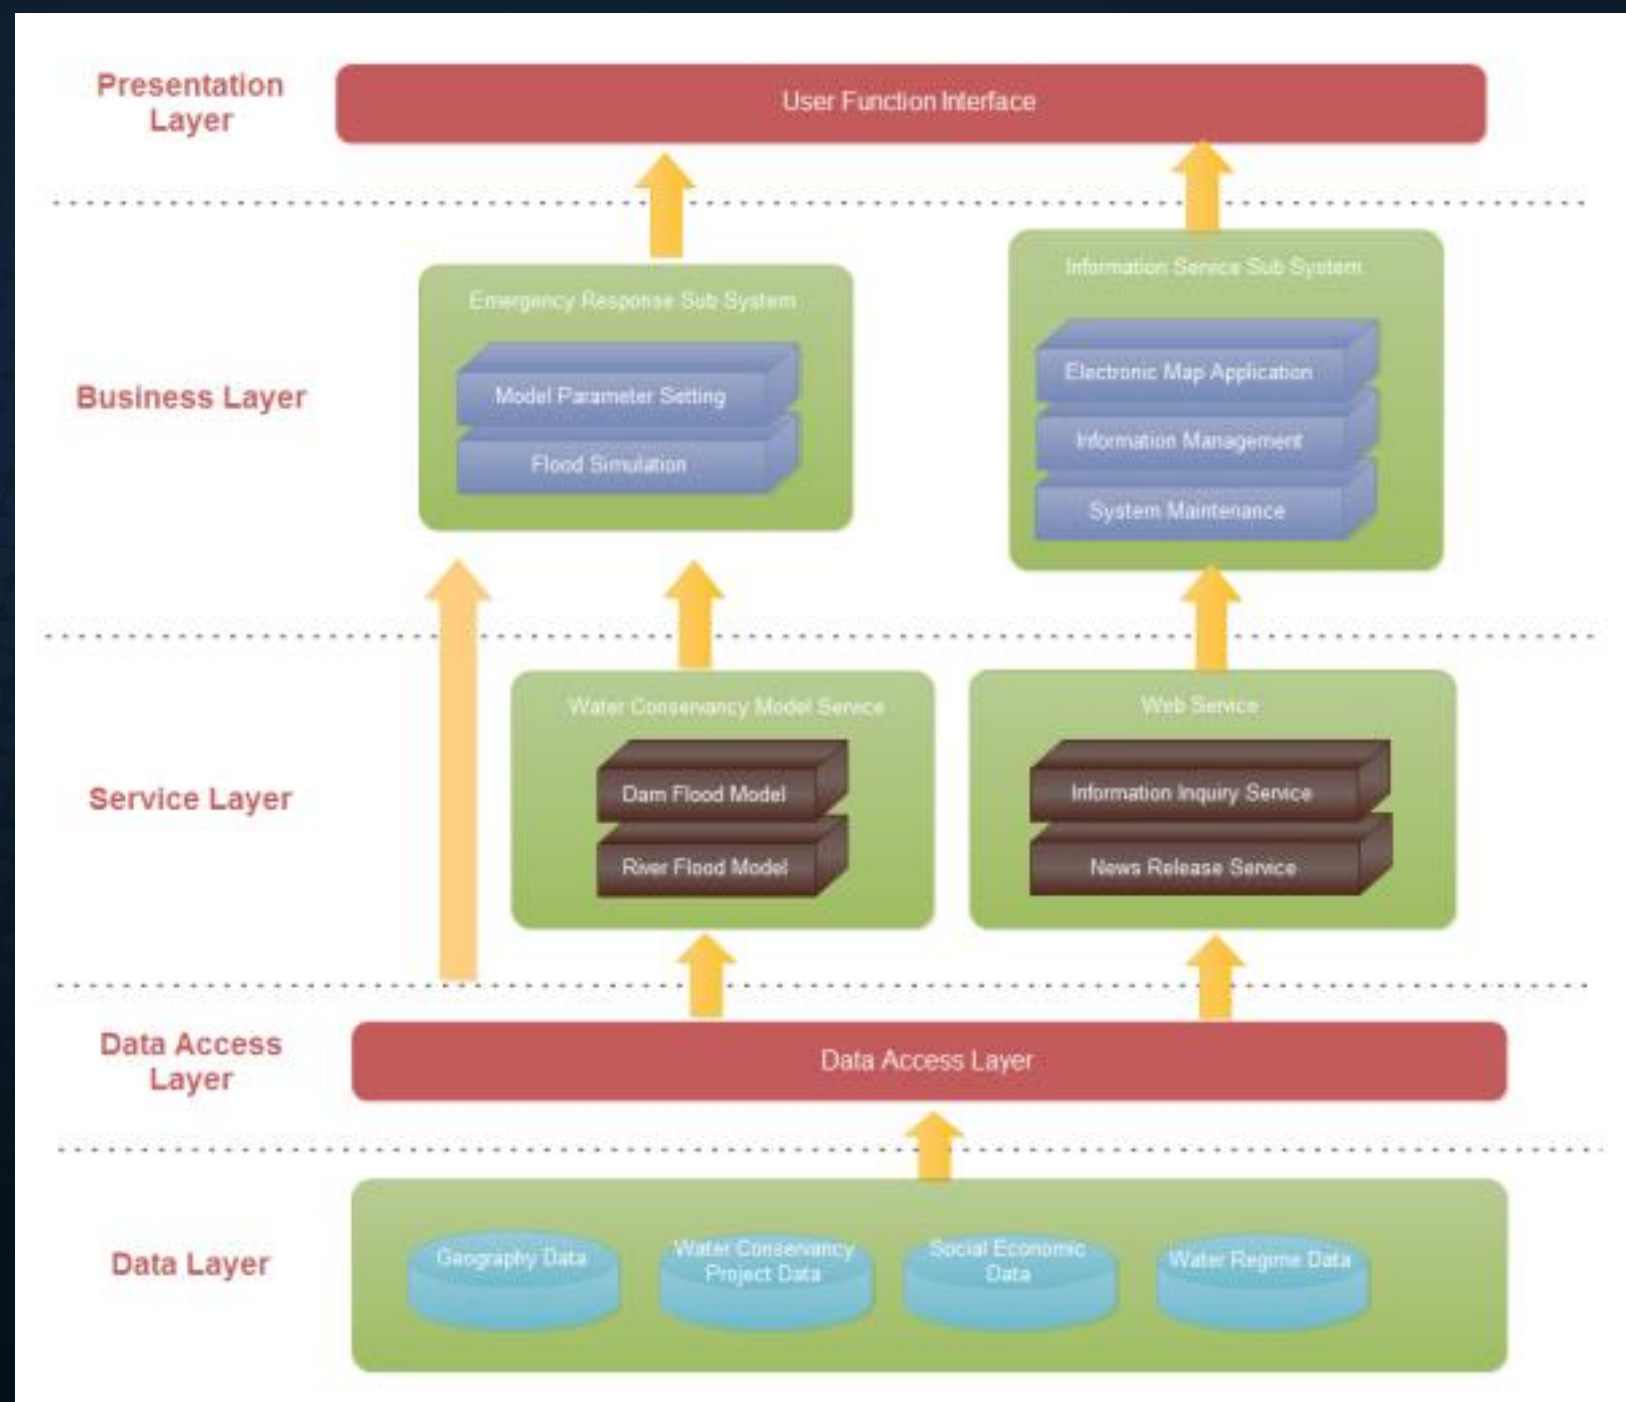 Presentation
Layer
User Function Interface
Business Layer
Emergency Response Sub System
Model Parameter Setting
Flood Simulation
Information Service Sub System
Electronic Map Application
Information Management
System Maintenance
Service Layer
Water Conservancy Model Service
Dam Flood Model
River Flood Model
Web Service
Information Inquiry Service
News Release Service
Data Access
Layer
Data Access Layer
Data Layer
Geography Data
Water Conservancy
Project Data
Social Economic
Data
Water Regime Data